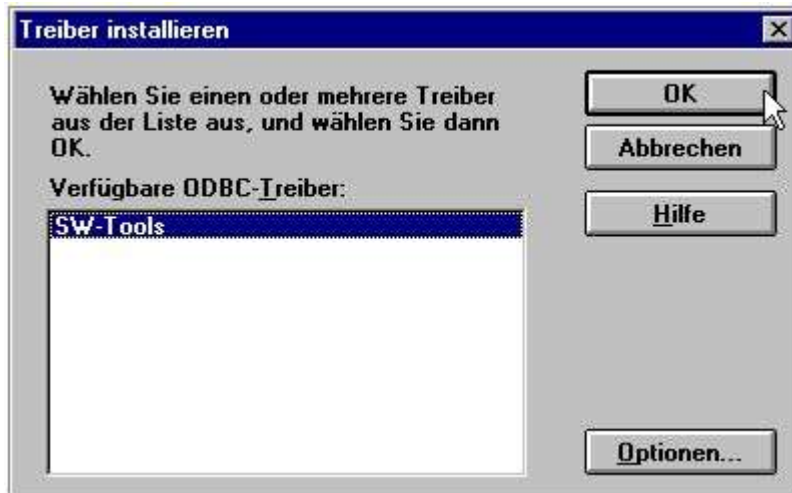 Treiber installieren
Wählen Sie einen oder mehrere Treiber
aus der Liste aus, und wählen Sie dann
OK.
Verfügbare ODBC-Treiber:
SW-Tools
OK
Abbrechen
Hilfe
Optionen...